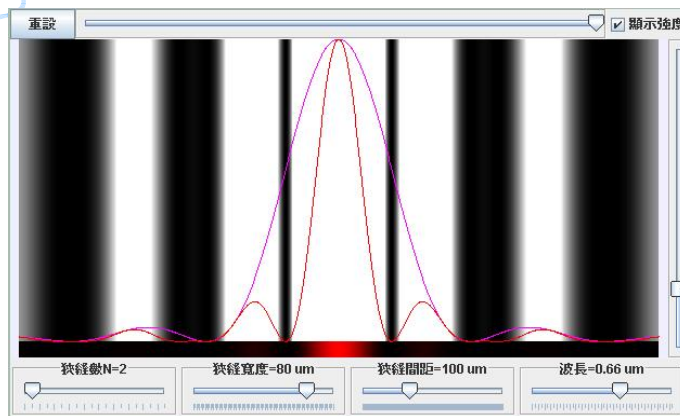 重設
顯示強度
狹縫數N=2
狹縫寬度=80 um
狹縫間距=100 um
波長=0.66 um